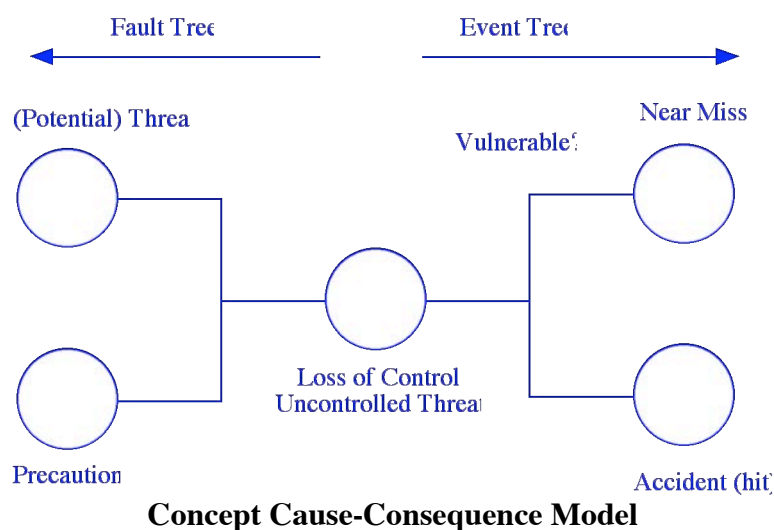 Fault Tree
Event Tree
(Potential) Threa
Near Miss
Vulnerable?
Loss of Control
Uncontrolled Threat
Precaution
Accident (hit)
Concept Cause-Consequence Model